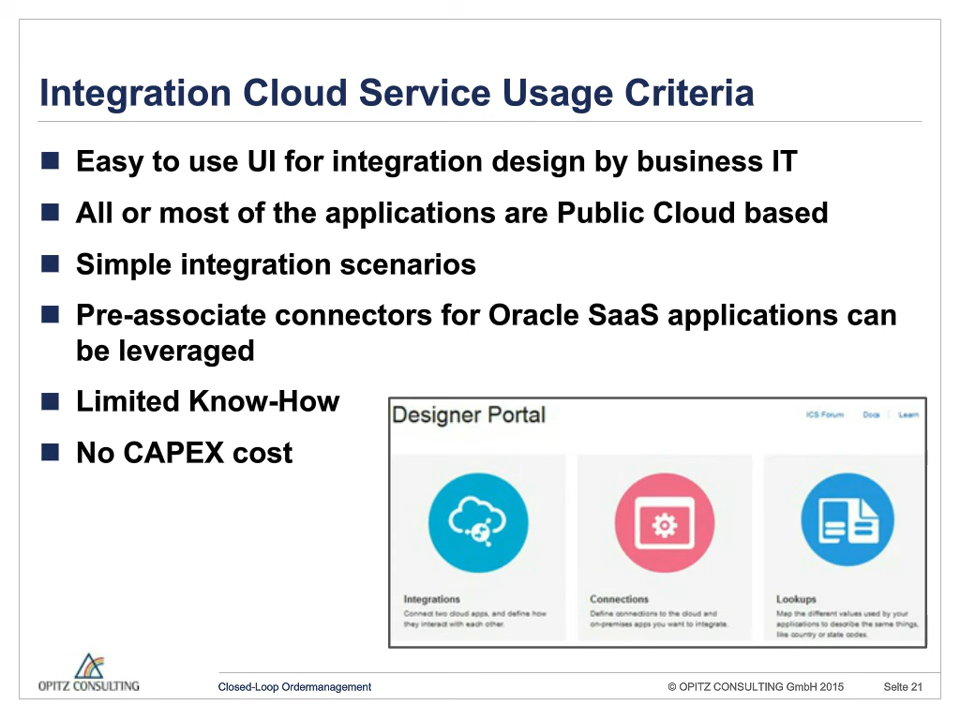 Integration Cloud Service Usage Criteria
Easy to use UI for integration design by business IT
All or most of the applications are Public Cloud based
Simple integration scenarios
Pre-associate connectors for Oracle SaaS applications can
be leveraged
Limited Know-How
No CAPEX cost
Designer Portal
ICS Forum Docs Learn
Integrations
Connect two cloud apps, and define how
they interact with each other.
Connections
Define connections to the cloud and
on-premises apps you want to integrate.
Lookups
Map the different values used by your
applications to describe the same things,
like country or state codes.
OPITZ CONSULTING
Closed-Loop Ordermanagement
© OPITZ CONSULTING GmbH 2015
Seite 21